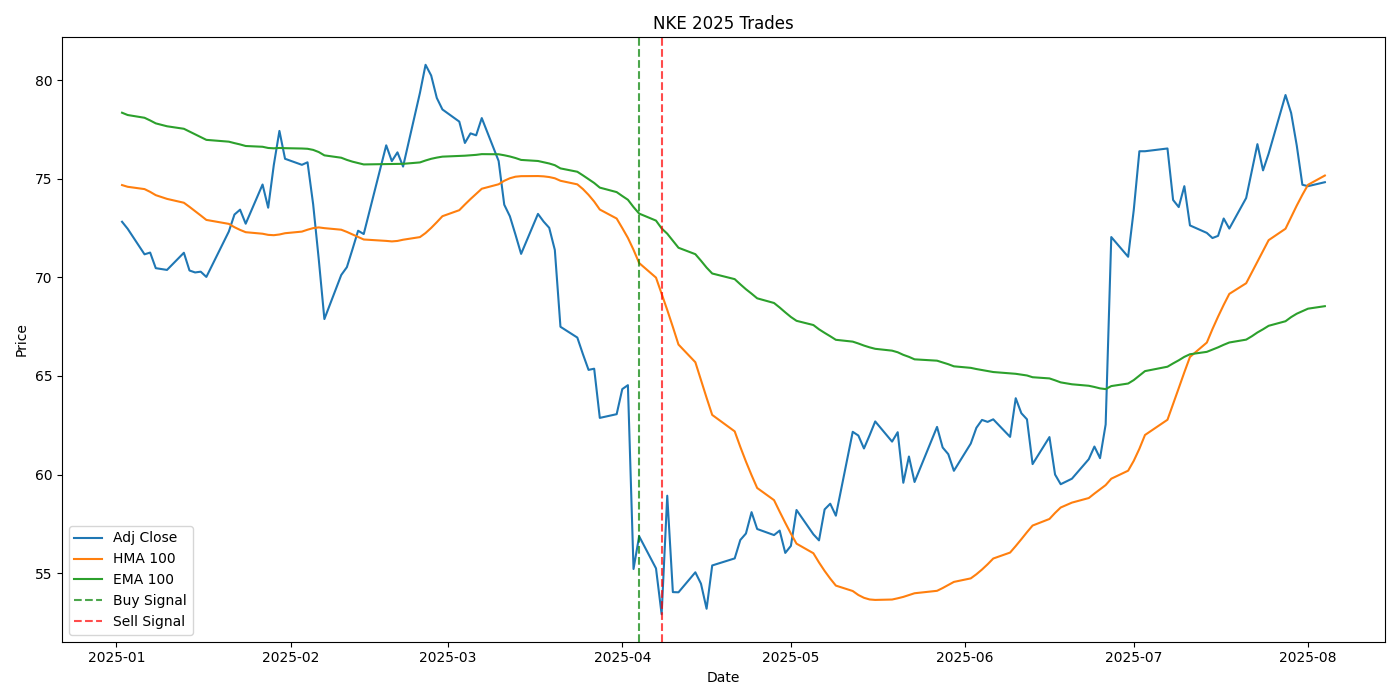 NKE 2025 Trades
Price
80
75
70
65
60
55
Adj Close
HMA 100
EMA 100
Buy Signal
Sell Signal
2025-01
2025-02
2025-03
2025-04
2025-05
2025-06
2025-07
2025-08
Date